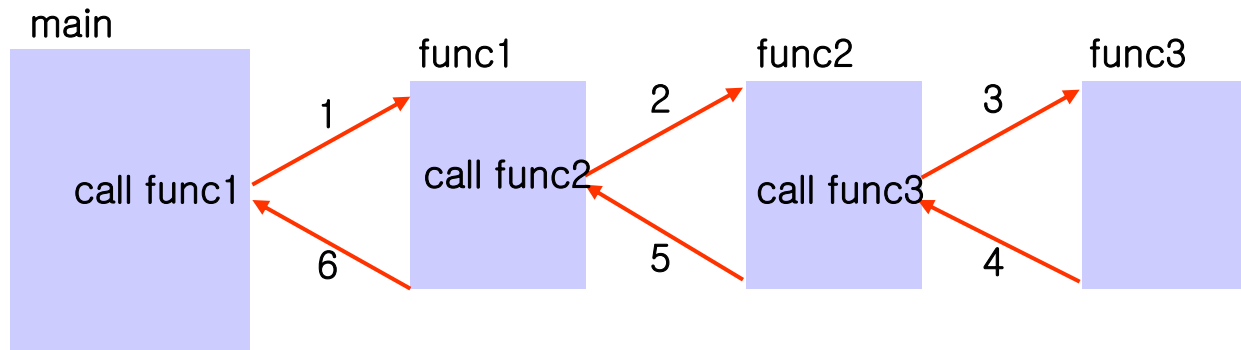 main
func1
func2
func3
1
2
3
call func1
call func2
call func3
6
5
4